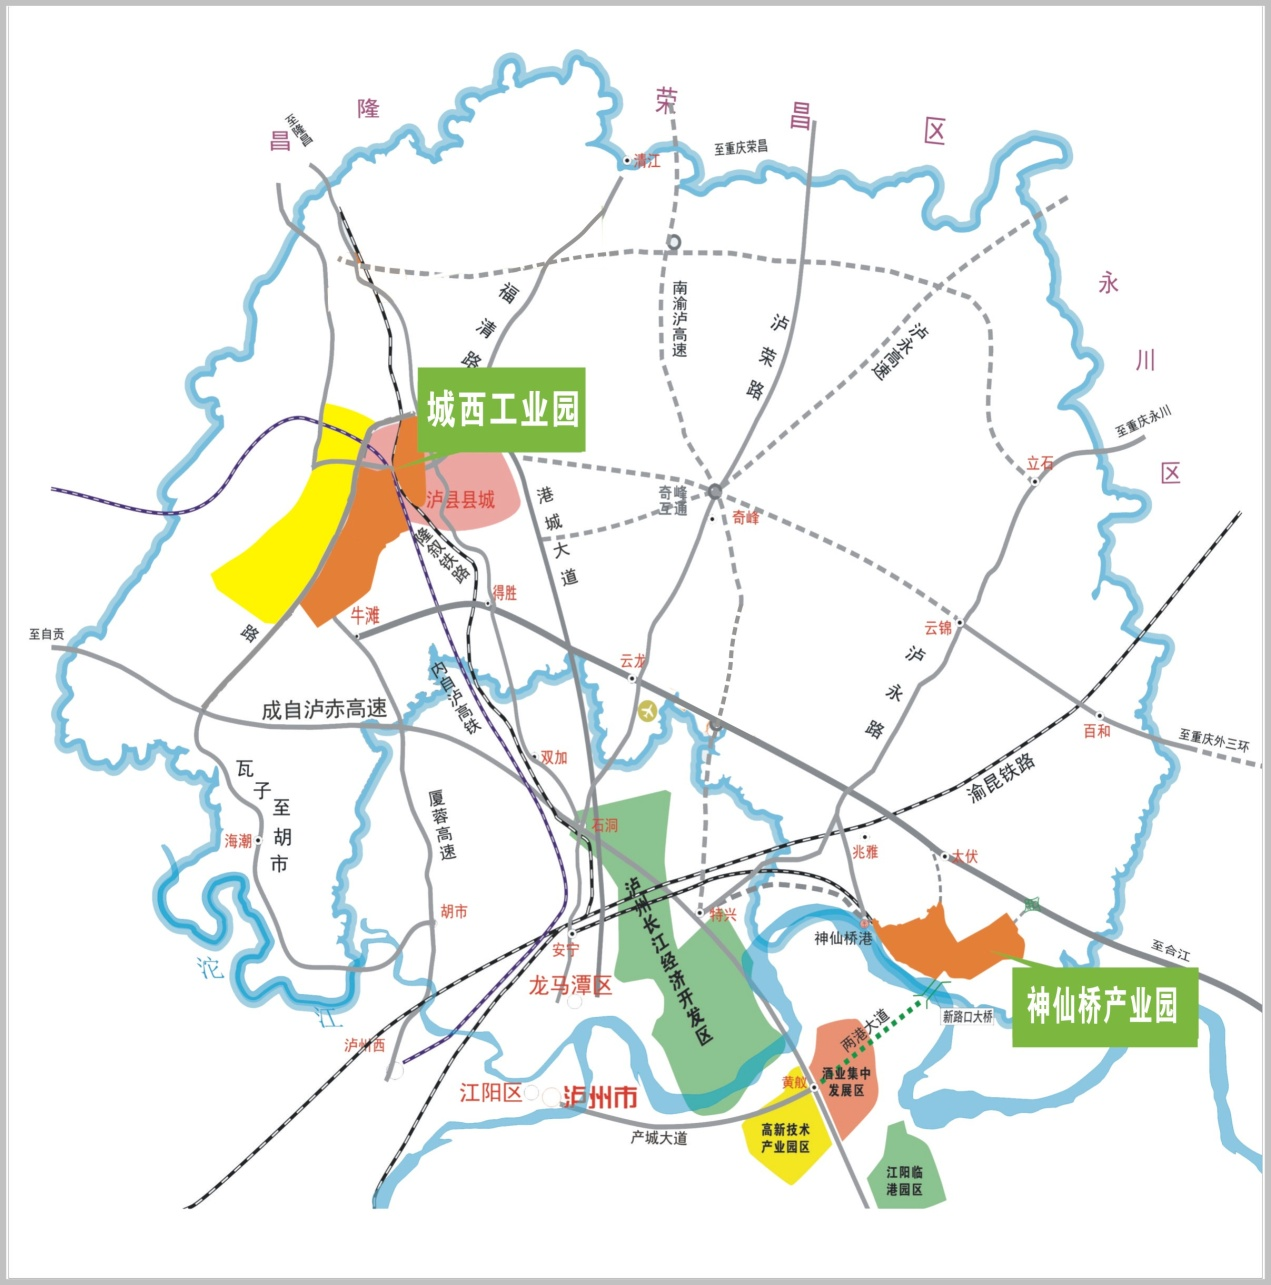 隆
昌
至隆昌
荣
昌
区
至重庆荣昌
清江
永
川
区
福清路
南渝泸高速
泸荣路
泸永高速
城西工业园
至重庆永川
立石
泸县县城
港城大道
奇峰
互通
奇峰
隆叙铁路
得胜
牛滩
路
至自贡
云锦
云龙
泸永路
内自泸高铁
成自泸赤高速
百和
至重庆外三环
双加
瓦子至胡市
渝昆铁路
厦蓉高速
海潮
石洞
兆雅
太伏
泸州长江经济开发区
胡市
特兴
神仙桥港
安宁
至合江
沱
江
龙马潭区
神仙桥产业园
新路口大桥
两港大道
泸州西
江阳区
泸州市
黄舣
酒业集中
发展区
产城大道
高新技术
产业园区
江阳临
港园区